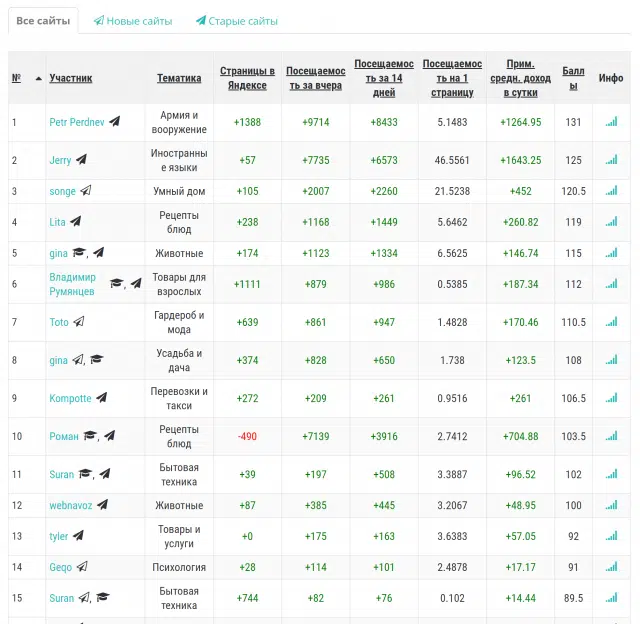 Все сайты Новые сайты Старые сайты
№ Участник Тематика Страницы в Яндексе Посещаемость за вчера Посещаемость за 14 дней Посещаемость на 1 страницу Прим. средн. доход в сутки Баллы Инфо
1 Petr Perdnev Армия и вооружение +1388 +9714 +8433 5.1483 +1264.95 131
2 Jerry Иностранные языки +57 +7735 +6573 46.5561 +1643.25 125
3 songe Умный дом +105 +2007 +2260 21.5238 +452 120.5
4 Lita Рецепты блюд +238 +1168 +1449 5.6462 +260.82 119
5 gina , Животные +174 +1123 +1334 6.5625 +146.74 115
6 Владимир Румянцев , Товары для взрослых +1111 +879 +986 0.5385 +187.34 112
7 Toto Гардероб и мода +639 +861 +947 1.4828 +170.46 110.5
8 gina , Усадьба и дача +374 +828 +650 1.738 +123.5 108
9 Kompotte Перевозки и такси +272 +209 +261 0.9516 +261 106.5
10 Роман , Рецепты блюд -490 +7139 +3916 2.7412 +704.88 103.5
11 Suran , Бытовая техника +39 +197 +508 3.3887 +96.52 102
12 webnavoz Животные +87 +385 +445 3.2067 +48.95 100
13 tyler Товары и услуги +0 +175 +163 3.6383 +57.05 92
14 Geqo Психология +28 +114 +101 2.4878 +17.17 91
15 Suran , Бытовая техника +744 +82 +76 0.102 +14.44 89.5